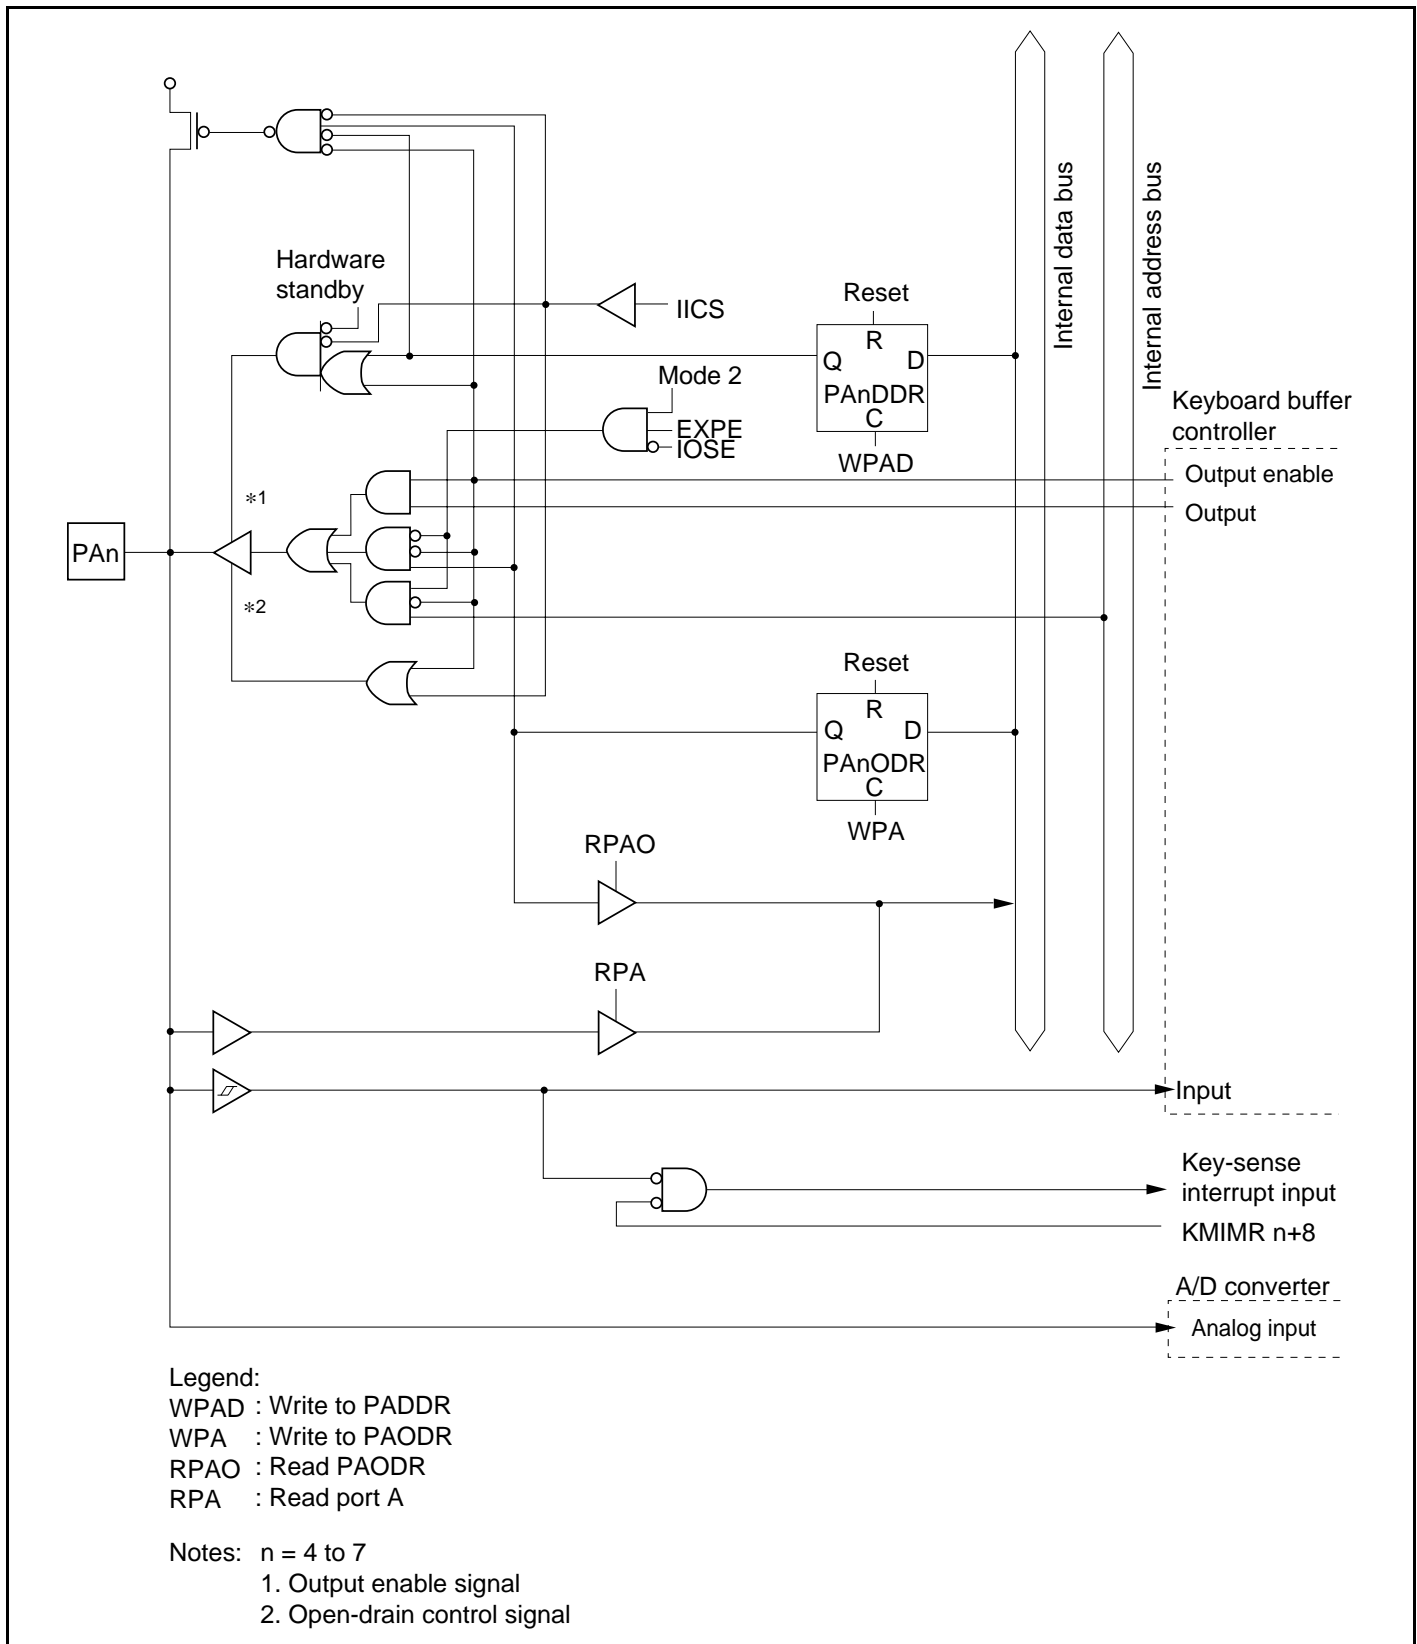 Internal data bus
Internal address bus
Hardware
standby
IICS
Reset
R
Q D
PAnDDR
C
WPAD
Mode 2
EXPE
IOSE
Keyboard buffer
controller
Output enable
Output
*1
PAn
*2
Reset
R
Q D
PAnODR
C
WPA
RPAO
RPA
Input
Key-sense
interrupt input
KMIMR n+8
A/D converter
Analog input
Legend:
WPAD : Write to PADDR
WPA : Write to PAODR
RPAO : Read PAODR
RPA : Read port A
Notes: n = 4 to 7
1. Output enable signal
2. Open-drain control signal